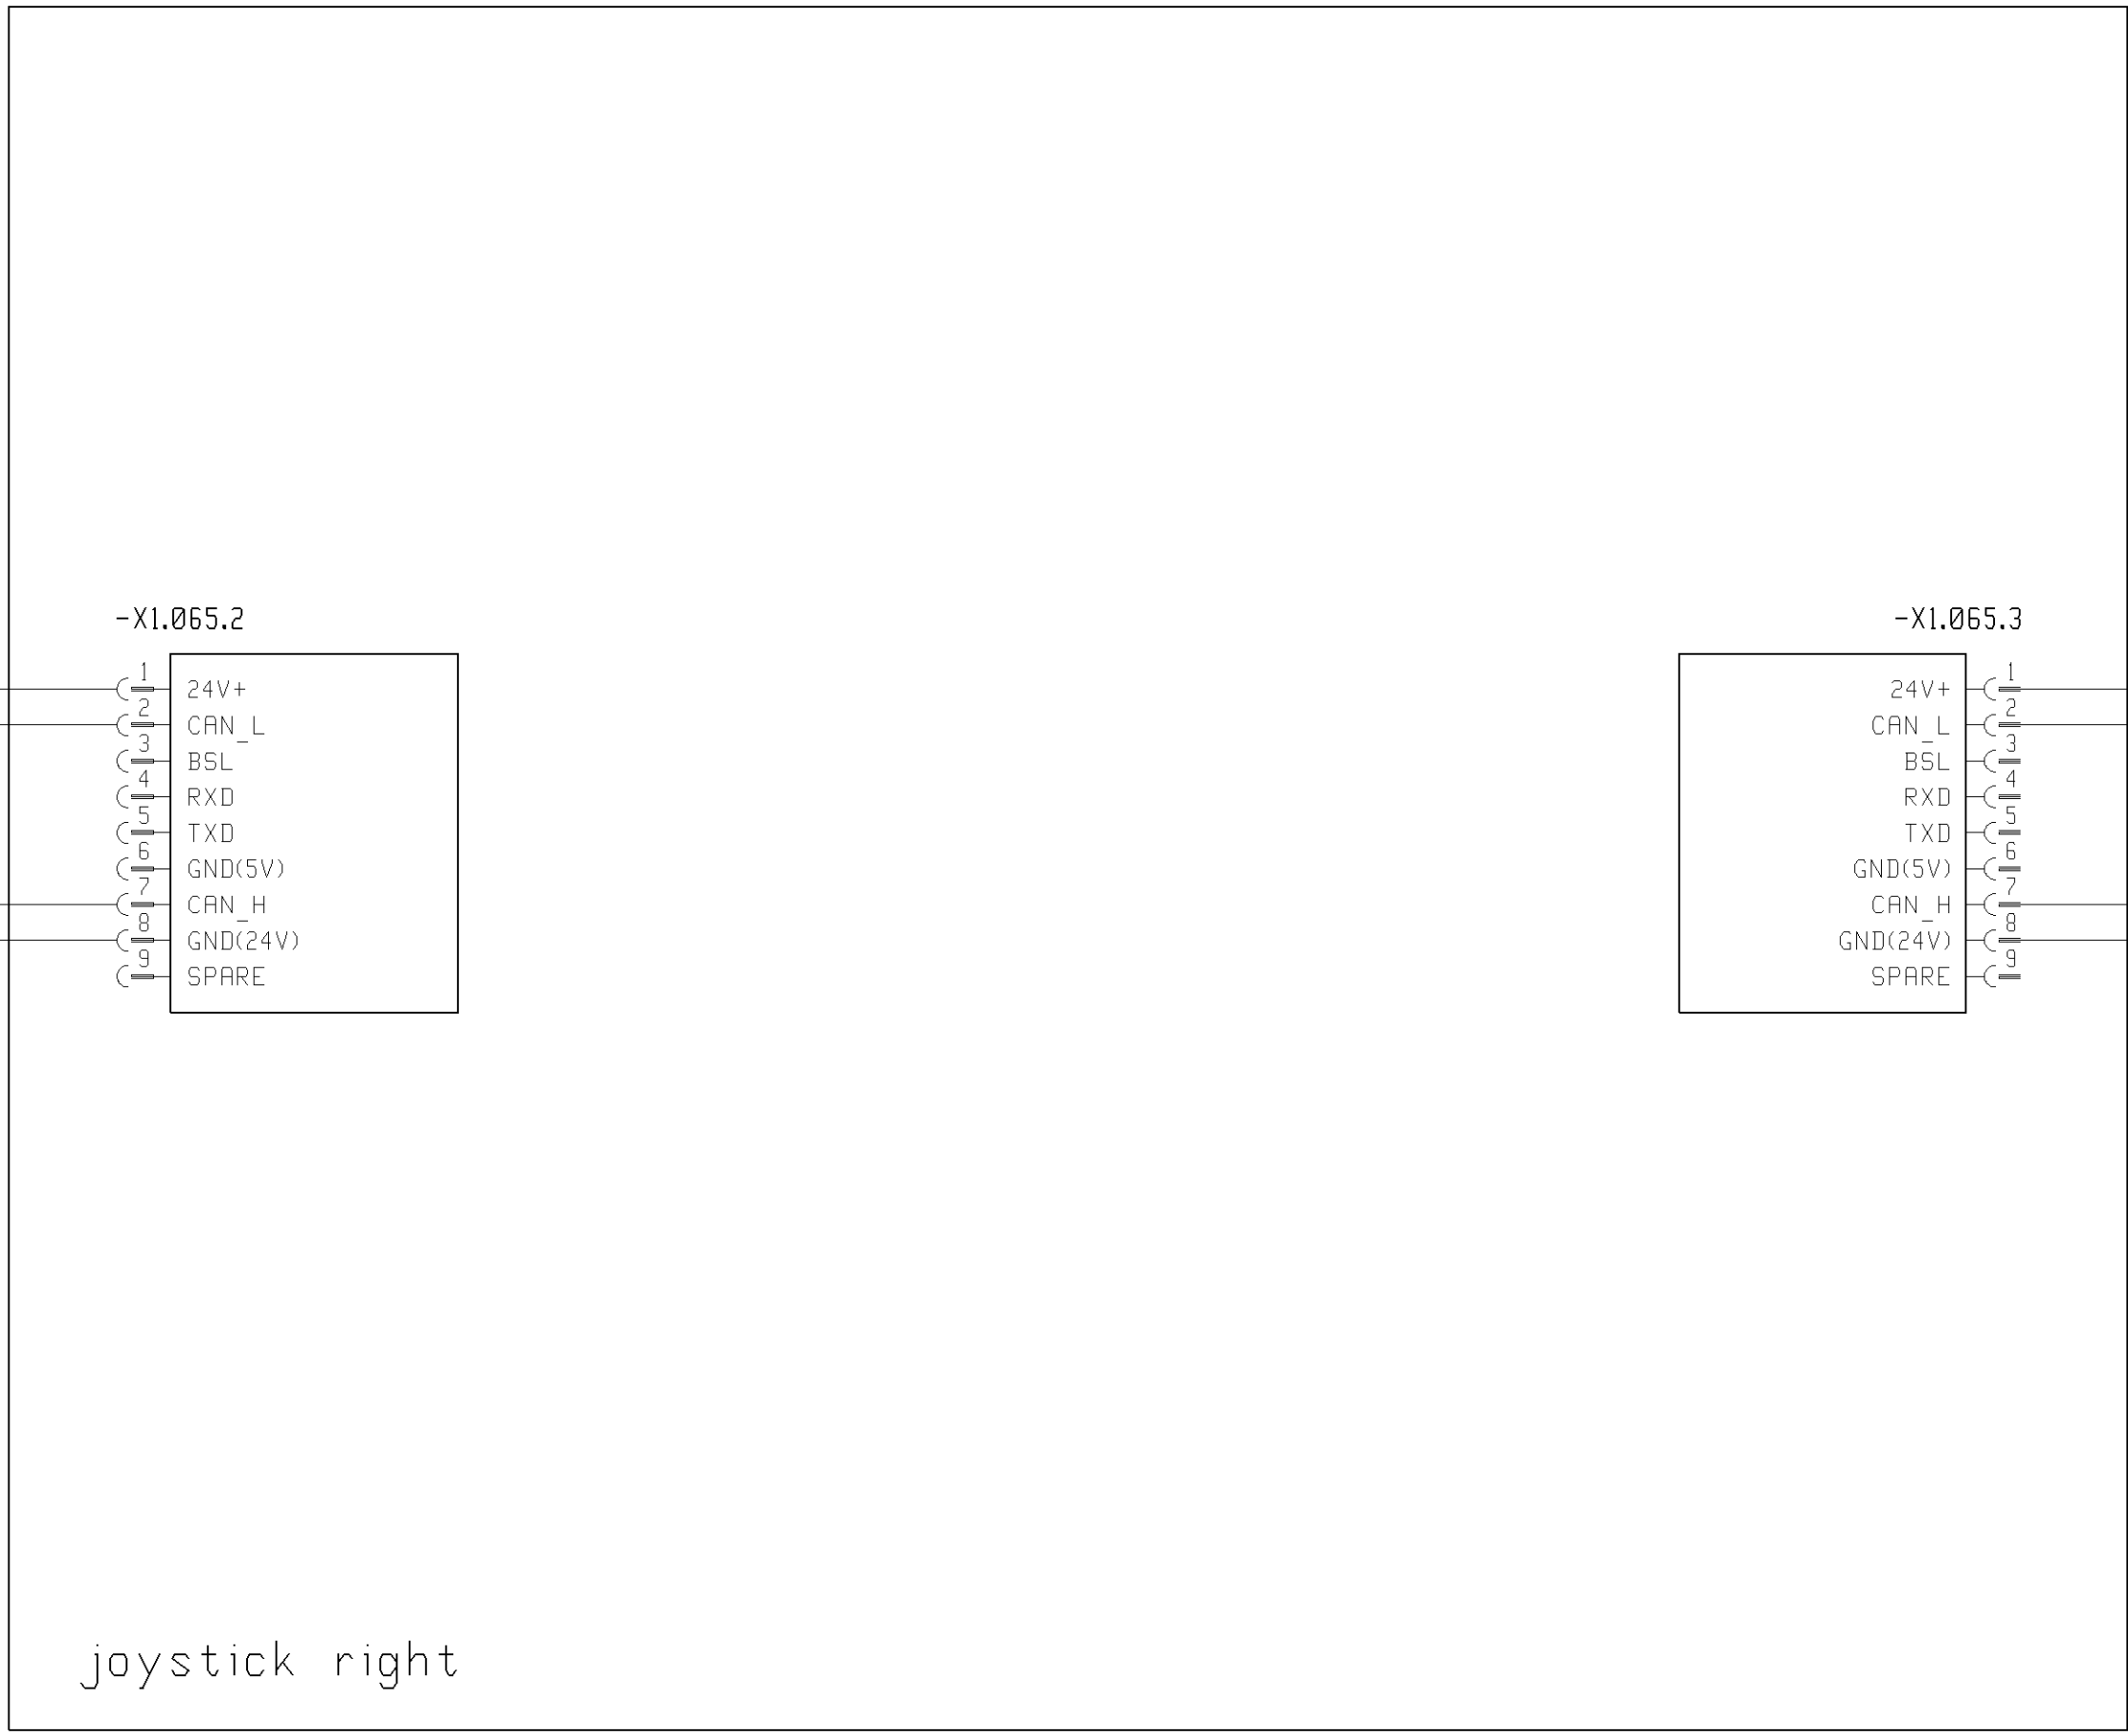 -X1.065.2
1 24V+
2 CAN_L
3 BSL
4 RXD
5 TXD
6 GND(5V)
7 CAN_H
8 GND(24V)
9 SPARE
-X1.065.3
24V+ 1
CAN_L 2
BSL 3
RXD 4
TXD 5
GND(5V) 6
CAN_H 7
GND(24V) 8
SPARE 9
joystick right